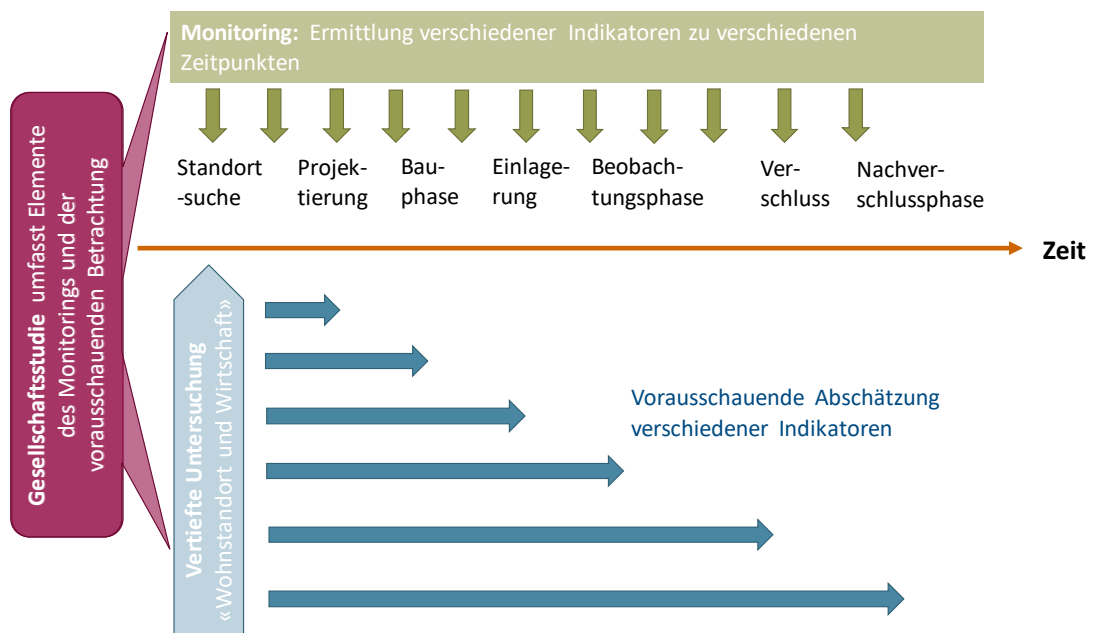 Monitoring: Ermittlung verschiedener Indikatoren zu verschiedenen
Zeitpunkten
Gesellschaftsstudie umfasst Elemente
des Monitorings und der
vorausschauenden Betrachtung
Standort
-suche
Projek-
tierung
Bau-
phase
Einlage-
rung
Beobach-
tungsphase
Ver-
schluss
Nachver-
schlussphase
Zeit
Vertiefte Untersuchung
«Wohnstandort und Wirtschaft»
Vorausschauende Abschätzung
verschiedener Indikatoren